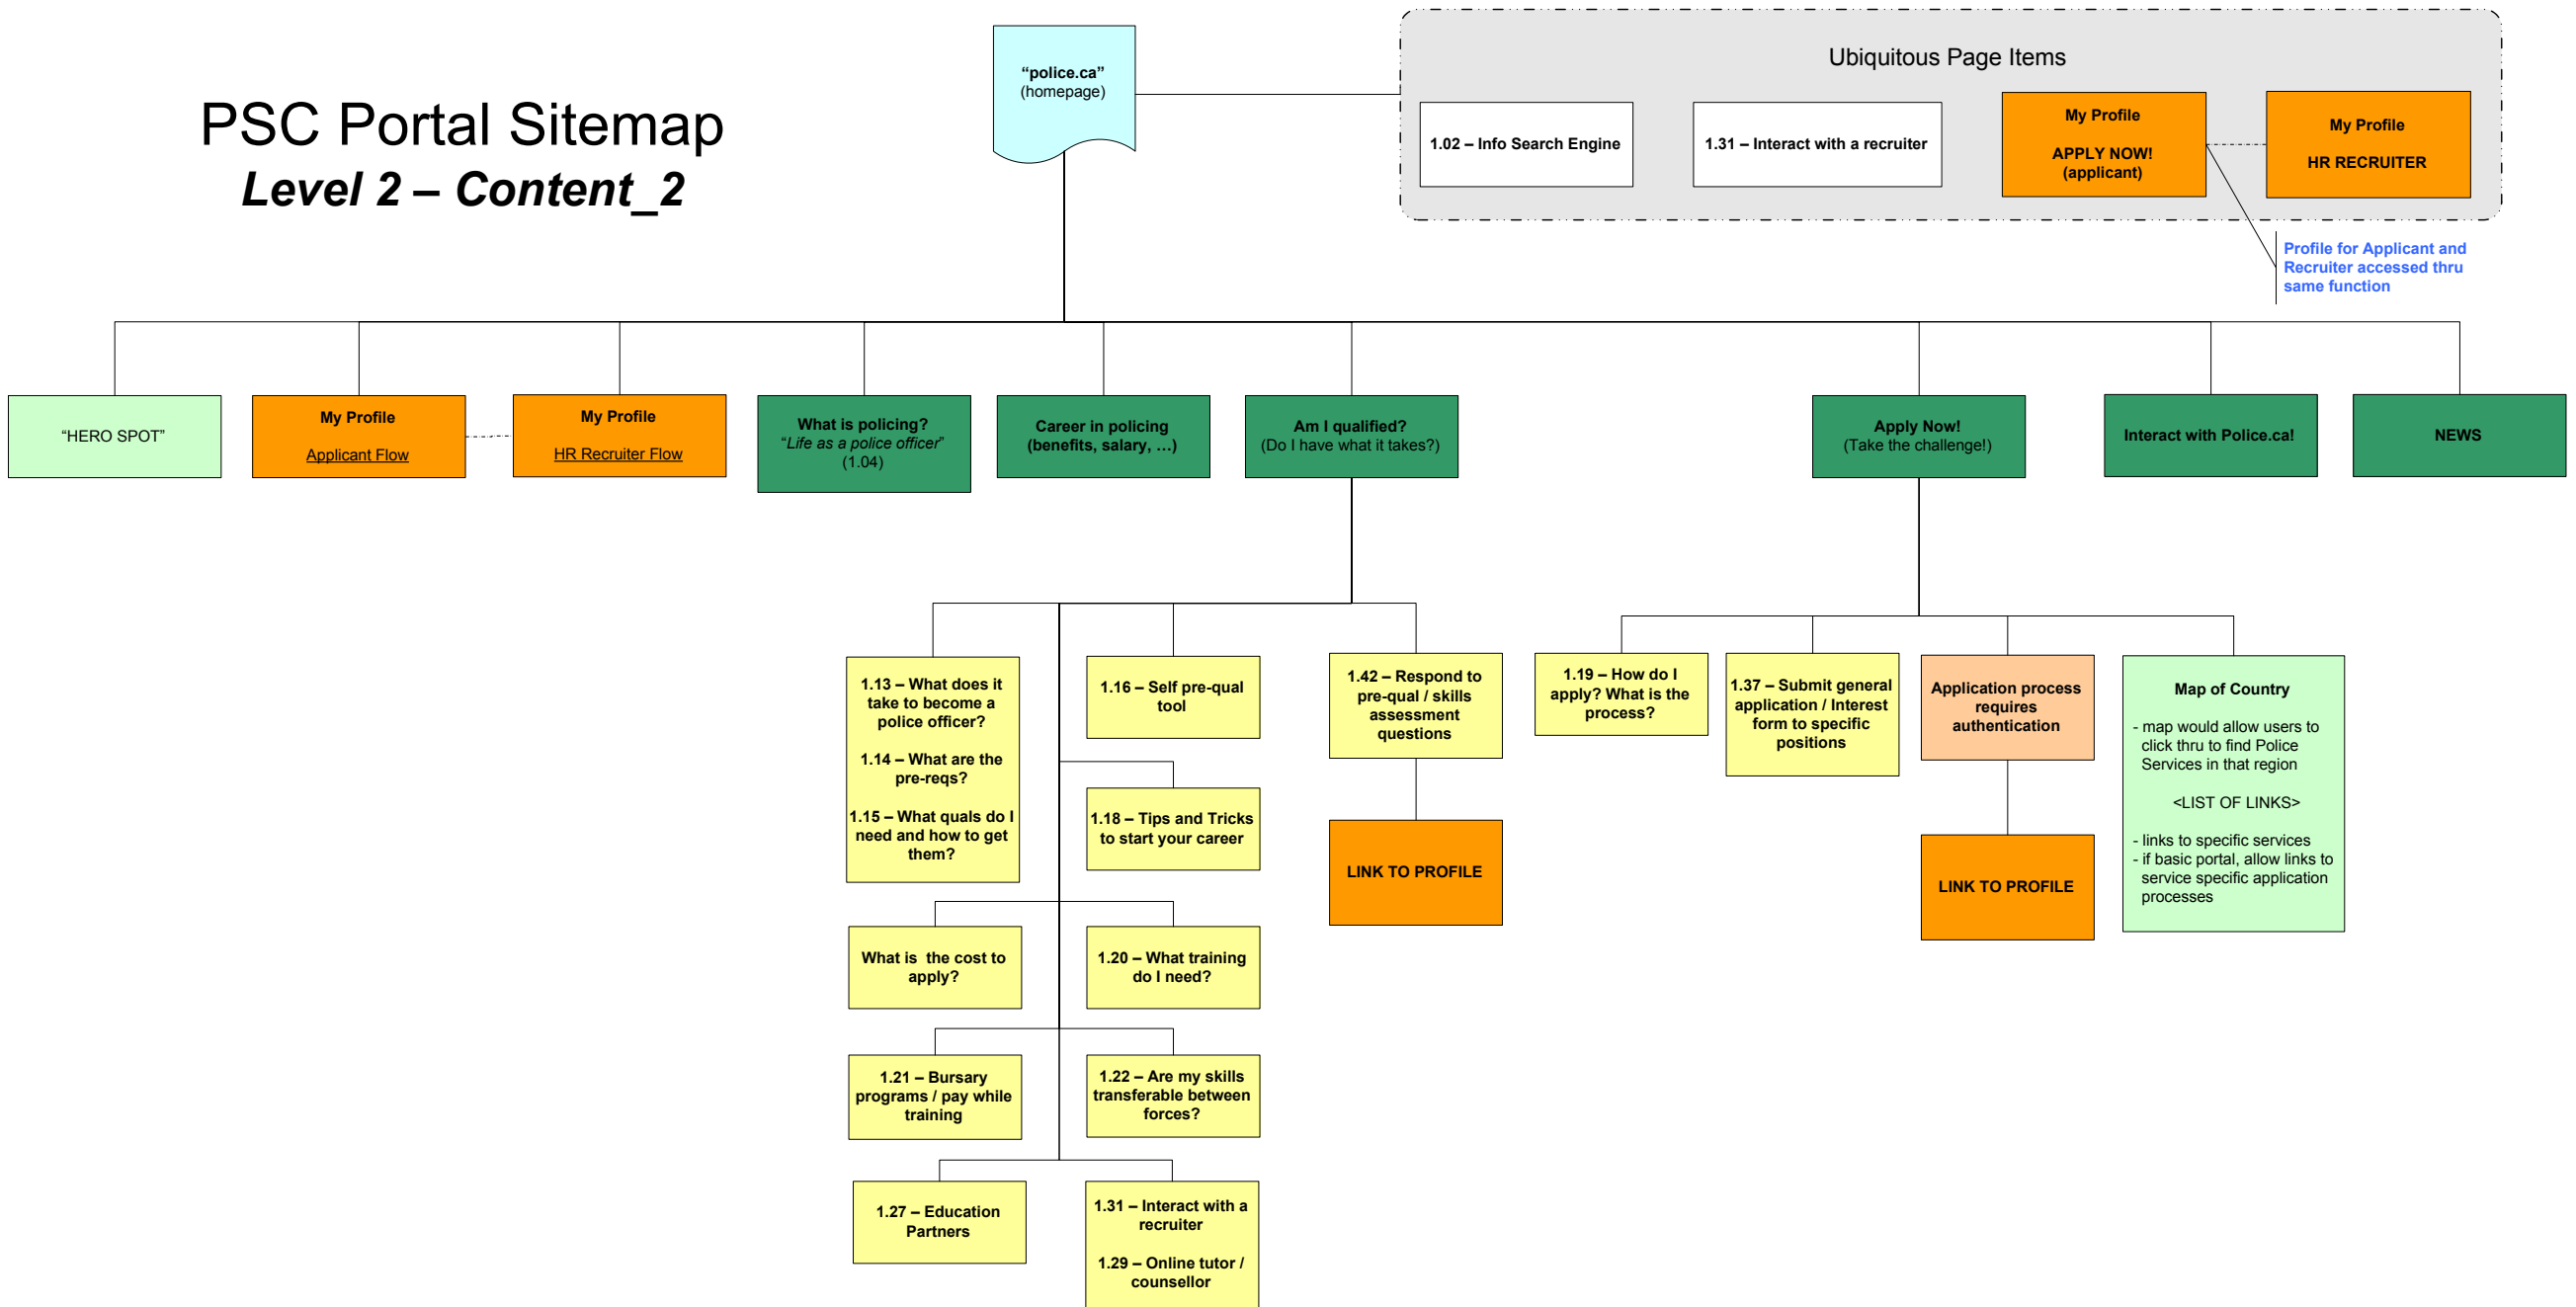 PSC Portal Sitemap
Level 2 – Content_2
“police.ca”
(homepage)
Ubiquitous Page Items
1.02 – Info Search Engine
1.31 – Interact with a recruiter
My Profile
APPLY NOW!
(applicant)
My Profile
HR RECRUITER
Profile for Applicant and
Recruiter accessed thru
same function
“HERO SPOT”
My Profile
Applicant Flow
My Profile
HR Recruiter Flow
What is policing?
“Life as a police officer”
(1.04)
Career in policing
(benefits, salary, …)
Am I qualified?
(Do I have what it takes?)
Apply Now!
(Take the challenge!)
Interact with Police.ca!
NEWS
1.13 – What does it
take to become a
police officer?
1.14 – What are the
pre-reqs?
1.15 – What quals do I
need and how to get
them?
1.16 – Self pre-qual
tool
1.18 – Tips and Tricks
to start your career
1.42 – Respond to
pre-qual / skills
assessment
questions
LINK TO PROFILE
1.19 – How do I
apply? What is the
process?
1.37 – Submit general
application / Interest
form to specific
positions
Application process
requires
authentication
LINK TO PROFILE
Map of Country
- map would allow users to
click thru to find Police
Services in that region
<LIST OF LINKS>
- links to specific services
- if basic portal, allow links to
service specific application
processes
What is  the cost to
apply?
1.20 – What training
do I need?
1.21 – Bursary
programs / pay while
training
1.22 – Are my skills
transferable between
forces?
1.27 – Education
Partners
1.31 – Interact with a
recruiter
1.29 – Online tutor /
counsellor